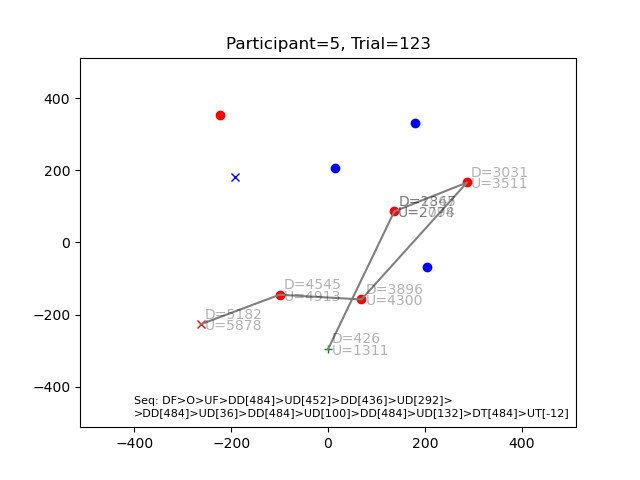 Participant=5, Trial=123
400
200
0
−200
−400
−400
−200
0
200
400
D=3031
U=3511
D=4545
U=4913
D=3896
U=4300
D=5182
U=5878
D=426
U=1311
Seq: DF>O>UF>DD[484]>UD[452]>DD[436]>UD[292]>
>DD[484]>UD[36]>DD[484]>UD[100]>DD[484]>UD[132]>DT[484]>UT[-12]